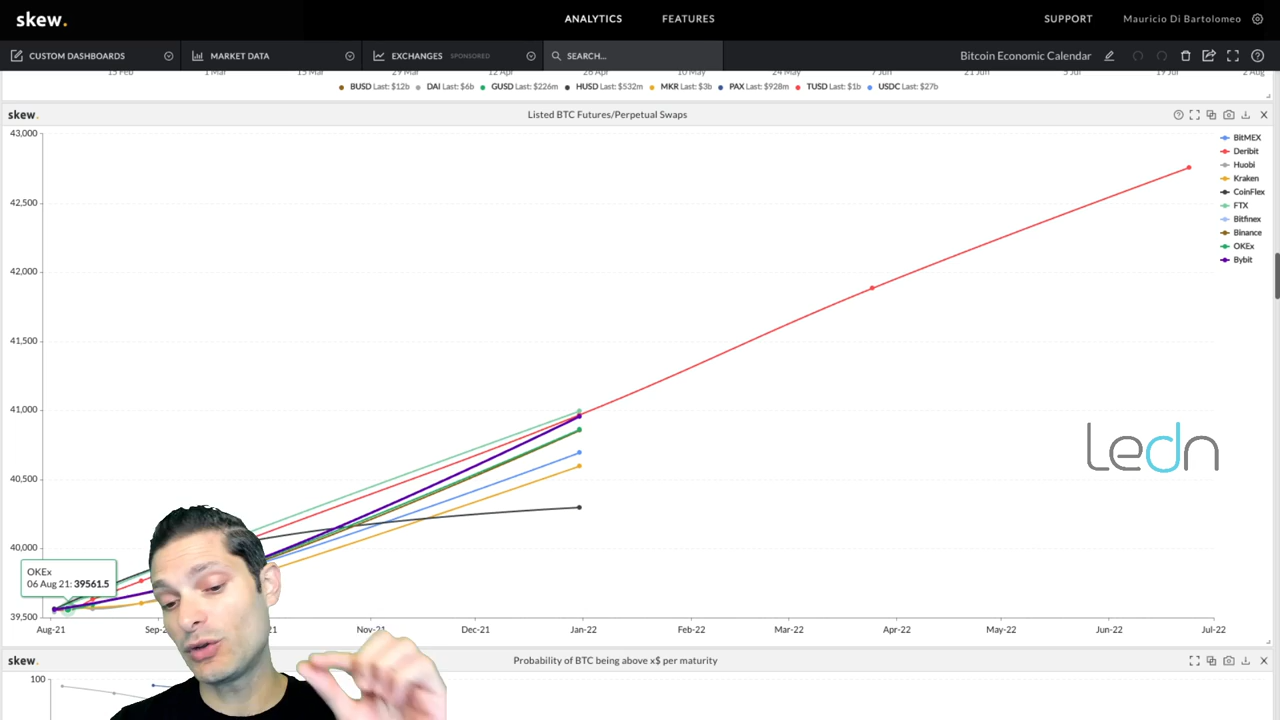 skew.
ANALYTICS
FEATURES
SUPPORT
Mauricio Di Bartolomeo
CUSTOM DASHBOARDS
MARKET DATA
EXCHANGES SPONSORED
SEARCH...
Bitcoin Economic Calendar
15 Feb 1 Mar 15 Mar 29 Mar 12 Apr 26 Apr 10 May 24 May 7 Jun 21 Jun 5 Jul 19 Jul 2 Aug
BUSD Last: $12b DAI Last: $6b GUSD Last: $226m HUSD Last: $532m MKR Last: $3b PAX Last: $928m TUSD Last: $1b USDC Last: $27b
skew.
Listed BTC Futures/Perpetual Swaps
43,000
42,500
42,000
41,500
41,000
40,500
40,000
39,500
BitMEX
Deribit
Huobi
Kraken
CoinFlex
FTX
Bitfinex
Binance
OKEx
Bybit
ledn
OKEx
06 Aug 21: 39561.5
Aug-21 Sep-2 21 Nov-21 Dec-21 Jan-22 Feb-22 Mar-22 Apr-22 May-22 Jun-22 Jul-22
skew.
Probability of BTC being above x$ per maturity
100